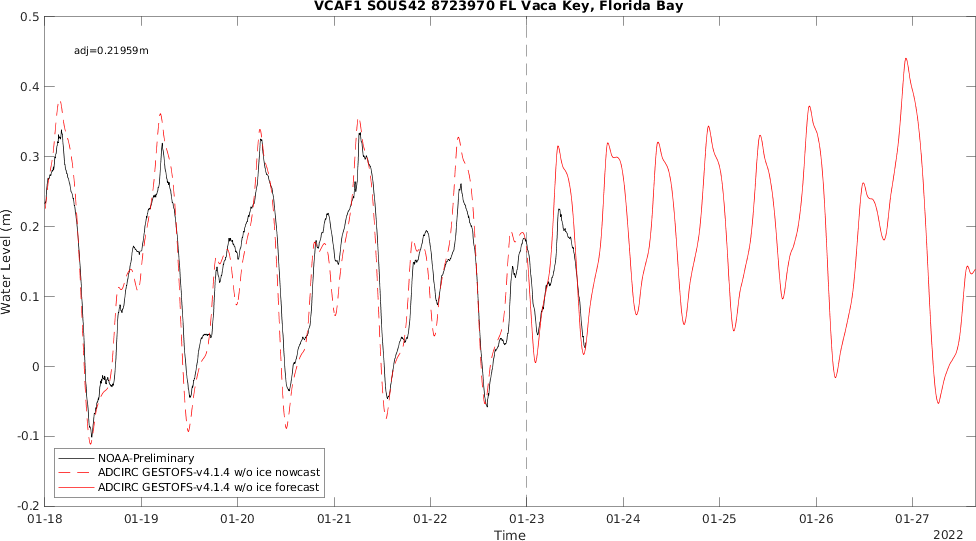 VCAF1 SOUS42 8723970 FL Vaca Key, Florida Bay
adj=0.21959m
Water Level (m)
0.5
0.4
0.3
0.2
0.1
0
-0.1
-0.2
NOAA-Preliminary
ADCIRC GESTOFS-v4.1.4 w/o ice nowcast
ADCIRC GESTOFS-v4.1.4 w/o ice forecast
01-18 01-19 01-20 01-21 01-22 01-23 01-24 01-25 01-26 01-27
Time
2022